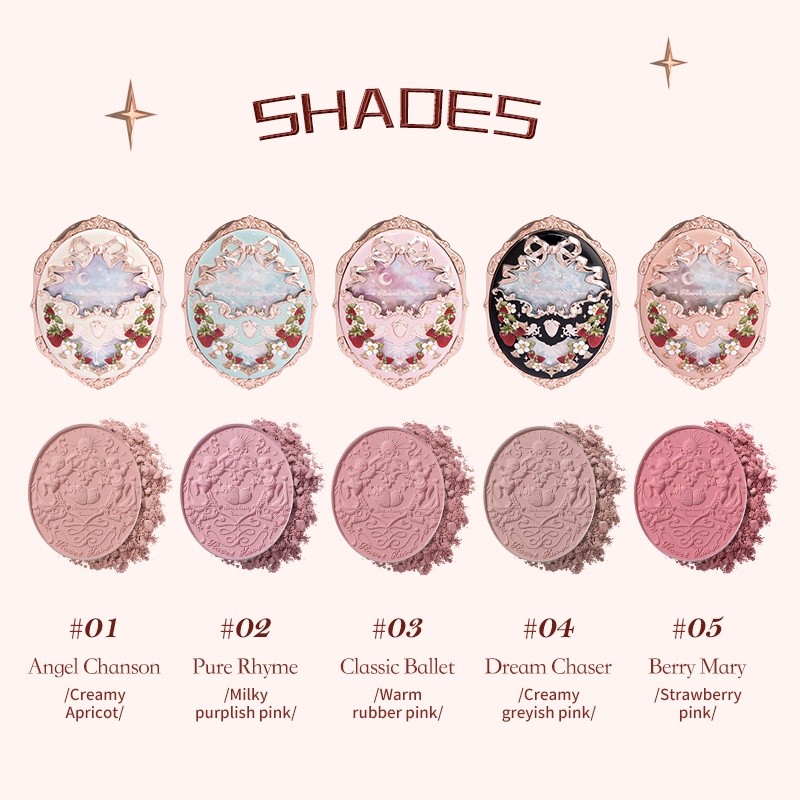 SHADES
#01
#02
#03
#04
#05
Angel Chanson
Pure Rhyme
Classic Ballet
Dream Chaser
Berry Mary
/Creamy
Apricot/
/Milky
purplish pink/
/Warm
rubber pink/
/Creamy
greyish pink/
/Strawberry
pink/